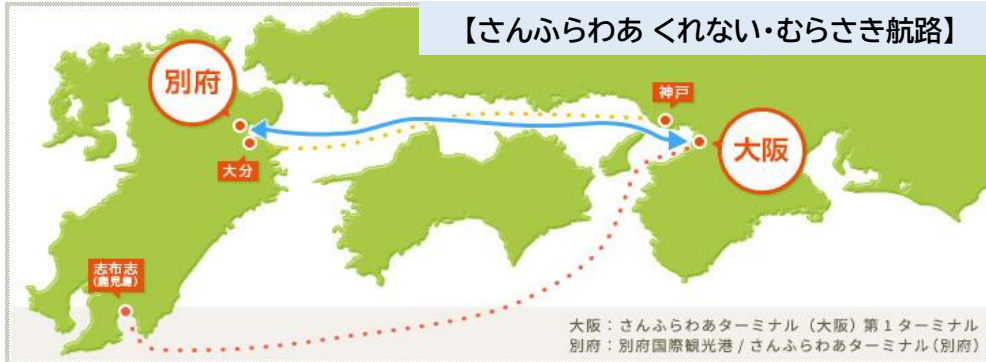 【さんふらわあ くれない・むらさき航路】
別府
神戸
大阪
大分
志布志
(鹿児島)
大阪：さんふらわあターミナル（大阪）第1ターミナル
別府：別府国際観光港 / さんふらわあターミナル（別府）